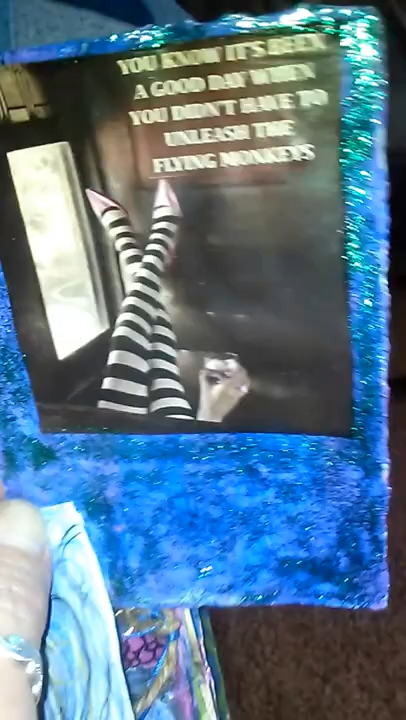 YOU KNOW IT'S BEEN
A GOOD DAY WHEN
YOU DIDN'T HAVE TO
UNLEASH THE
FLYING MONKEYS